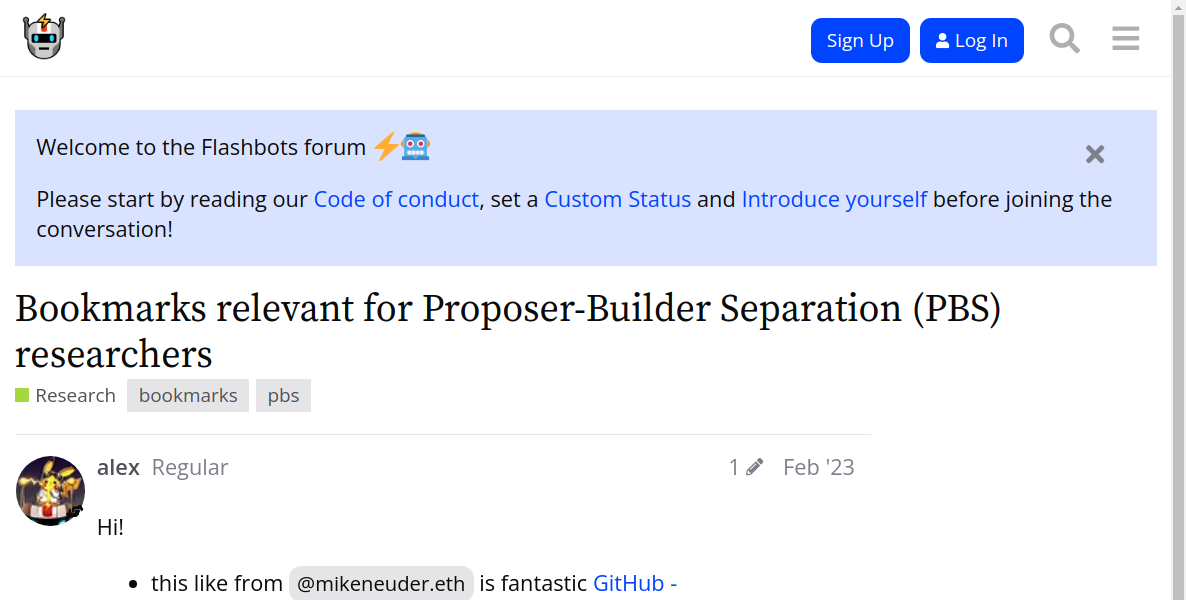 Sign Up
Log In
Welcome to the Flashbots forum ⚡🤖
Please start by reading our Code of conduct, set a Custom Status and Introduce yourself before joining the
conversation!
Bookmarks relevant for Proposer-Builder Separation (PBS)
researchers
Research bookmarks pbs
alex Regular 1 Feb '23
Hi!
• this like from @mikeneuder.eth is fantastic GitHub -